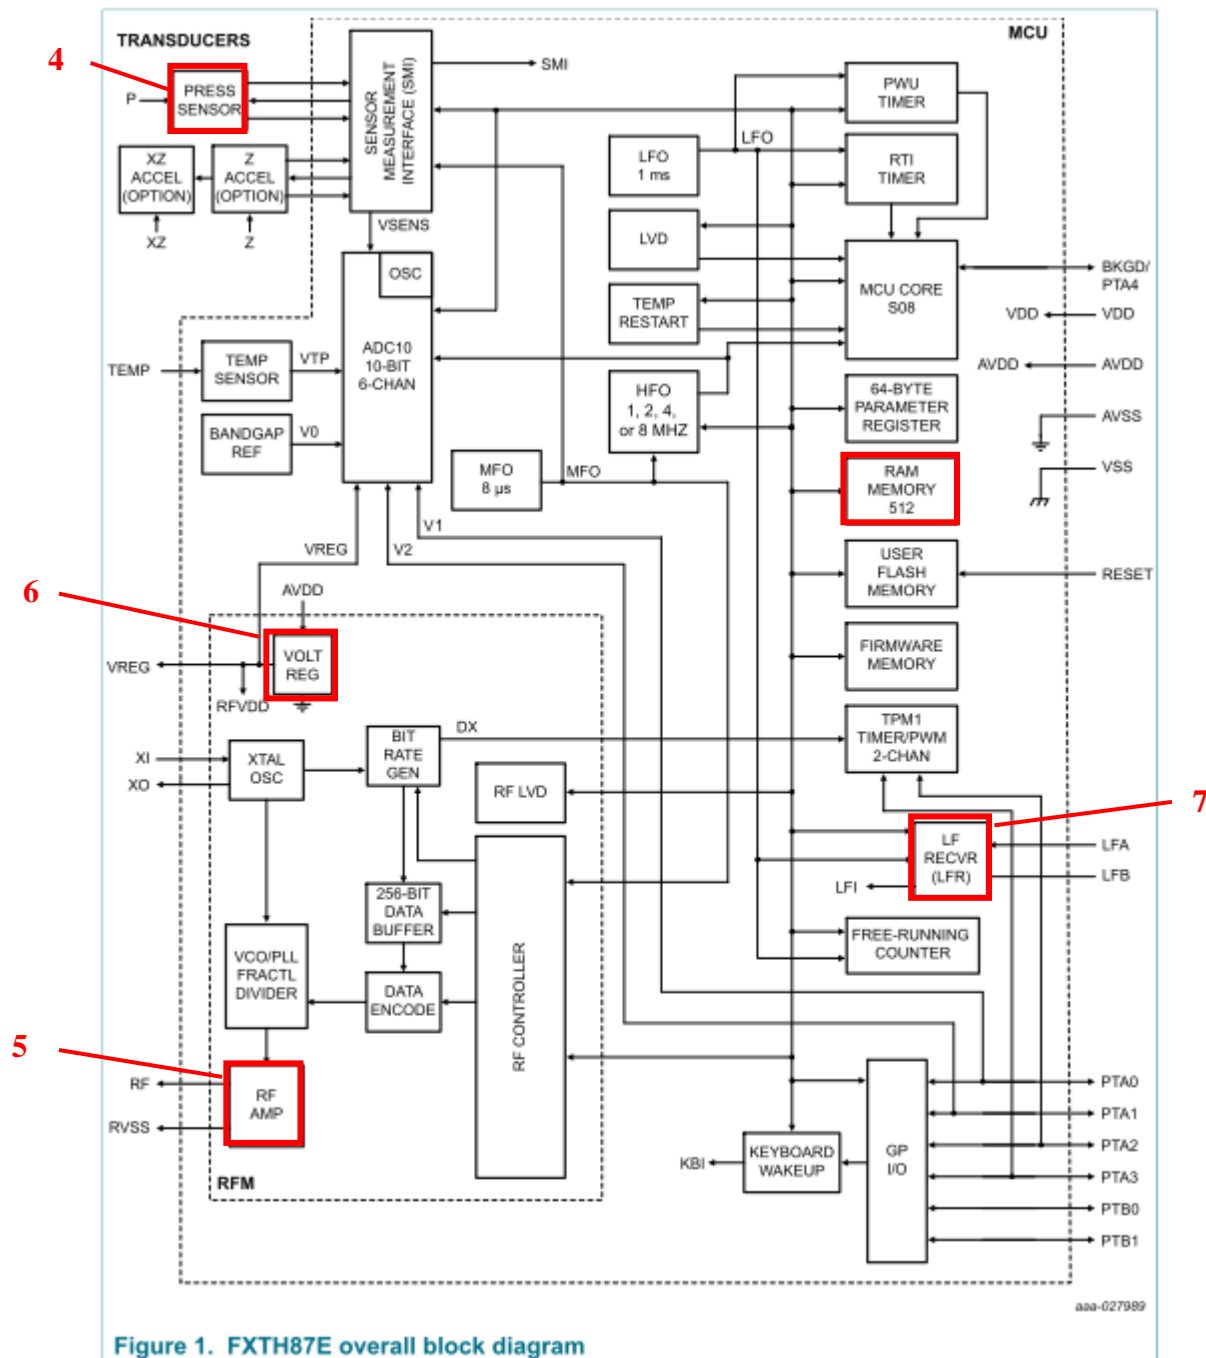 TRANSDUCERS
MCU
4
PRESS
SENSOR
P
SENSOR
MEASUREMENT
INTERFACE (SMI)
SMI
PWU
TIMER
XZ
ACCEL
(OPTION)
Z
ACCEL
(OPTION)
XZ
Z
LFO
1 ms
LFO
RTI
TIMER
VSENS
LVD
OSC
MCU CORE
S08
BKGD/
PTA4
TEMP
RESTART
VDD
VDD
ADC10
10-BIT
6-CHAN
TEMP
TEMP
SENSOR
VTP
AVDD
AVDD
HFO
1, 2, 4,
or 8 MHZ
64-BYTE
PARAMETER
REGISTER
AVSS
BANDGAP
REF
V0
MFO
8 µs
MFO
RAM
MEMORY
512
VSS
V1
VREG
V2
USER
FLASH
MEMORY
RESET
6
AVDD
VOLT
REG
VREG
RFVDD
FIRMWARE
MEMORY
XI
XO
XTAL
OSC
BIT
RATE
GEN
DX
TPM1
TIMER/PWM
2-CHAN
RF LVD
7
LF
RECVR
(LFR)
LFA
LFB
LFI
256-BIT
DATA
BUFFER
RF CONTROLLER
FREE-RUNNING
COUNTER
VCO/PLL
FRACTL
DIVIDER
DATA
ENCODE
5
RF
AMP
RF
RVSS
RFM
KBI
KEYBOARD
WAKEUP
GP
I/O
PTA0
PTA1
PTA2
PTA3
PTB0
PTB1
aaa-027989
Figure 1. FXTH87E overall block diagram